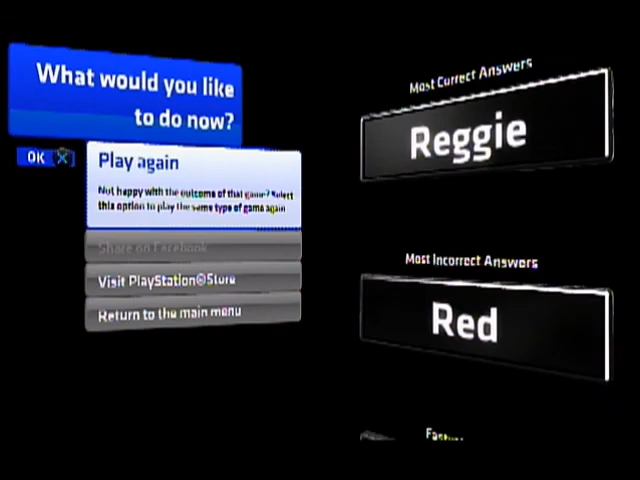 What would you like
to do now?
OK
Play again
Not happy with the outcome of that game? Select
this option to play the same type of game again
Share on Facebook
Visit PlayStation®Store
Return to the main menu
Most Correct Answers
Reggie
Most Incorrect Answers
Red